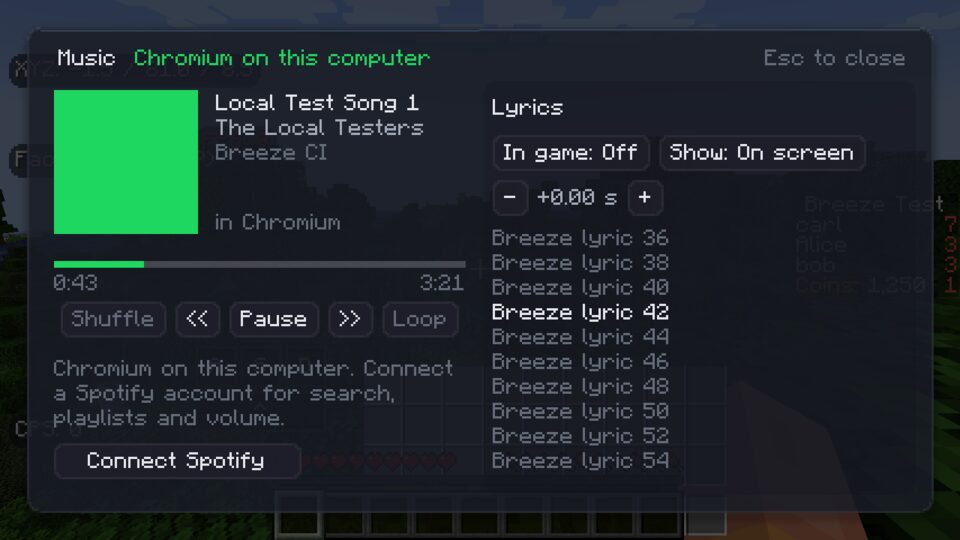 Music Chromium on this computer
Esc to close
Local Test Song 1
The Local Testers
Breeze CI
in Chromium
0:43
3:21
Shuffle
<<
Pause
>>
Loop
Chromium on this computer. Connect
a Spotify account for search,
playlists and volume.
Connect Spotify
Lyrics
In game: Off
Show: On screen
-
+0.00 s
+
Breeze lyric 36
Breeze lyric 38
Breeze lyric 40
Breeze lyric 42
Breeze lyric 44
Breeze lyric 46
Breeze lyric 48
Breeze lyric 50
Breeze lyric 52
Breeze lyric 54
Breeze Test
carl 7
Alice 3
bob 3
Coins: 1,250 1